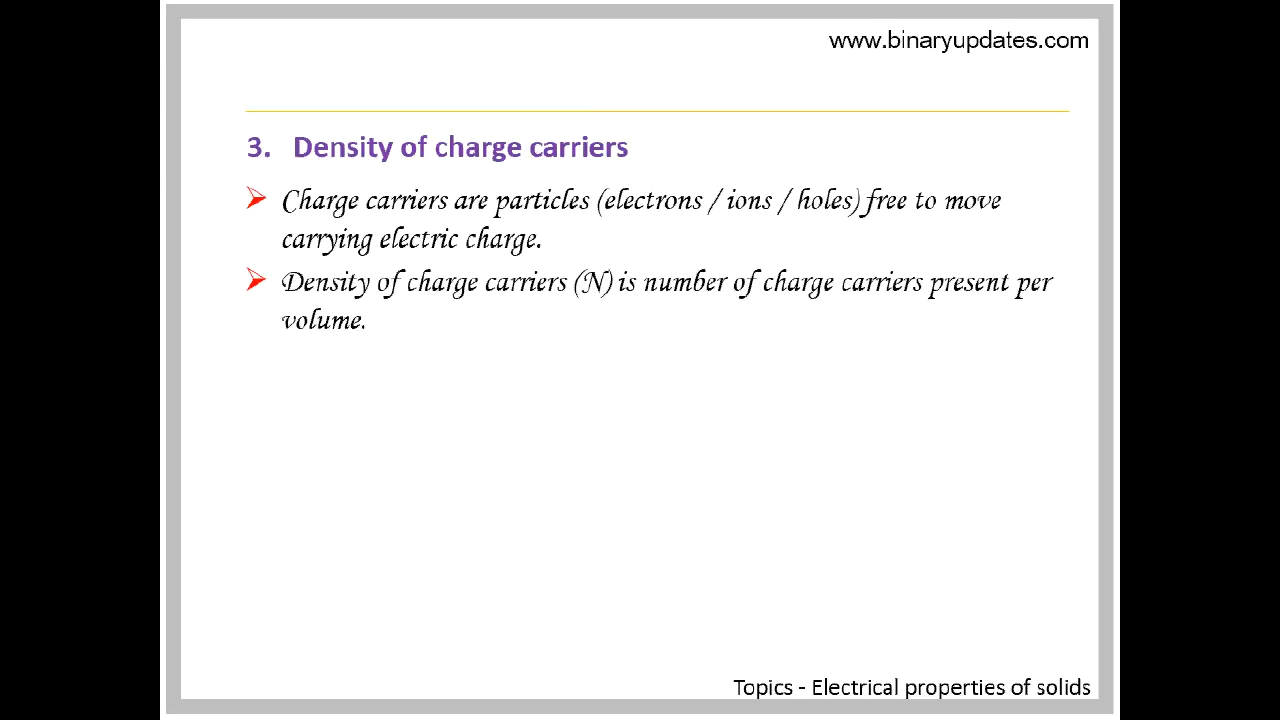 www.binaryupdates.com
3. Density of charge carriers
Charge carriers are particles (electrons / ions / holes) free to move
carrying electric charge.
Density of charge carriers (N) is number of charge carriers present per
volume.
Topics - Electrical properties of solids